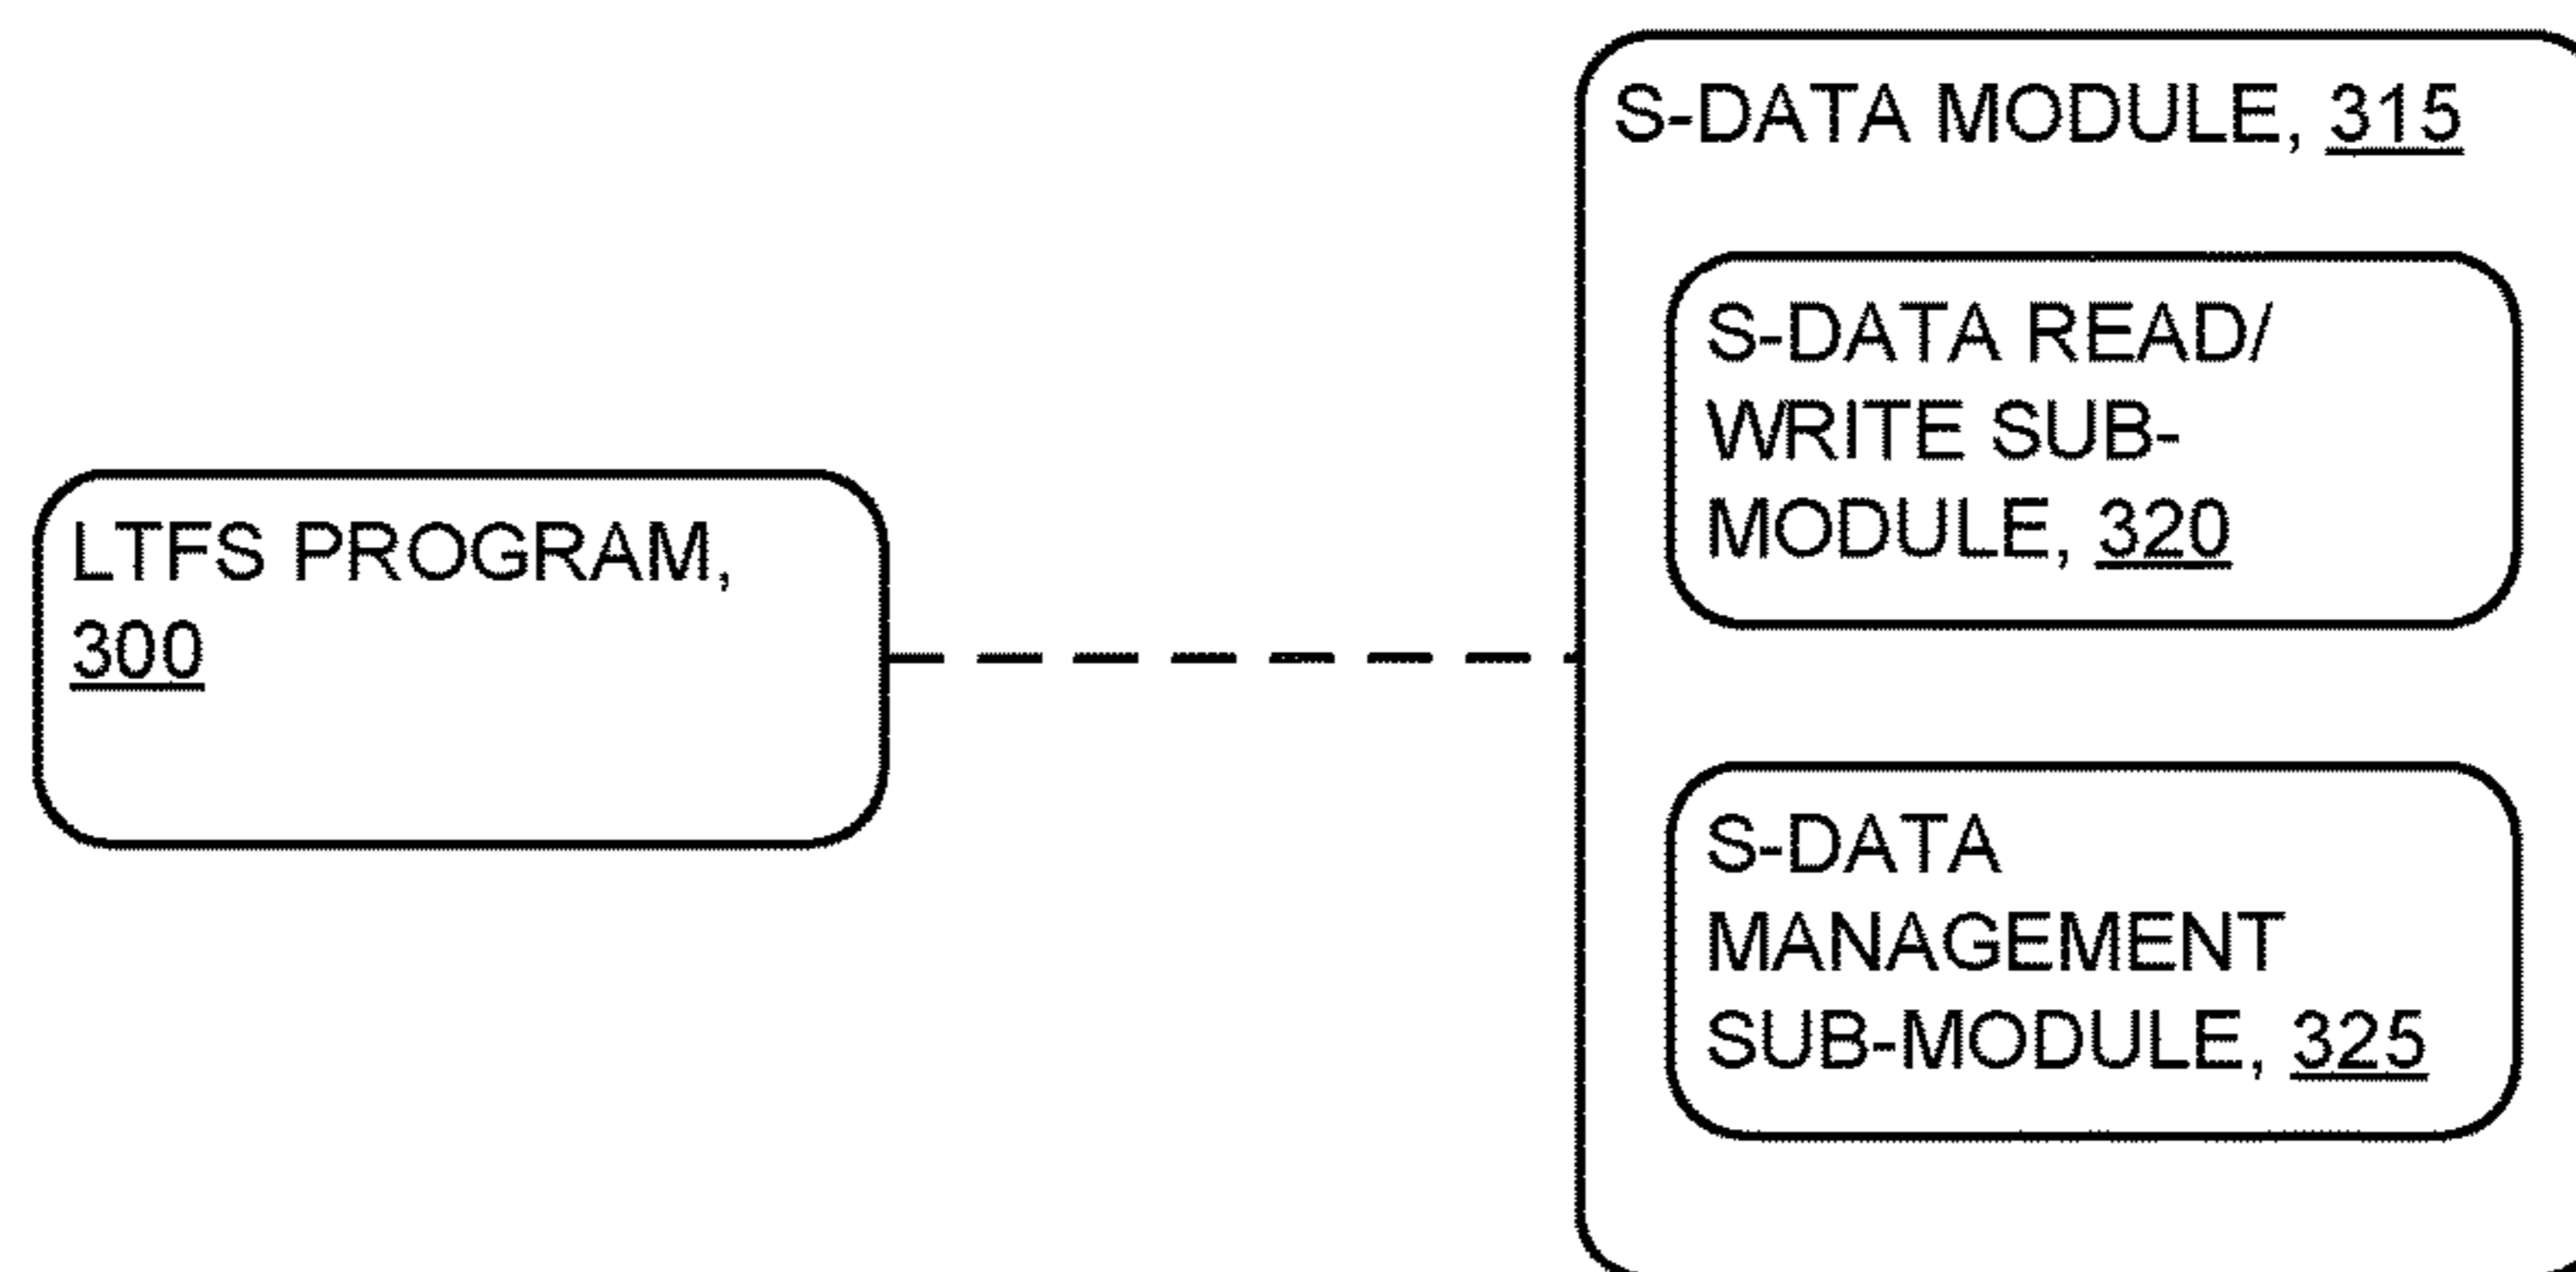 LTFS PROGRAM,
300
S-DATA MODULE, 315
S-DATA READ/
WRITE SUB-
MODULE, 320
S-DATA
MANAGEMENT
SUB-MODULE, 325